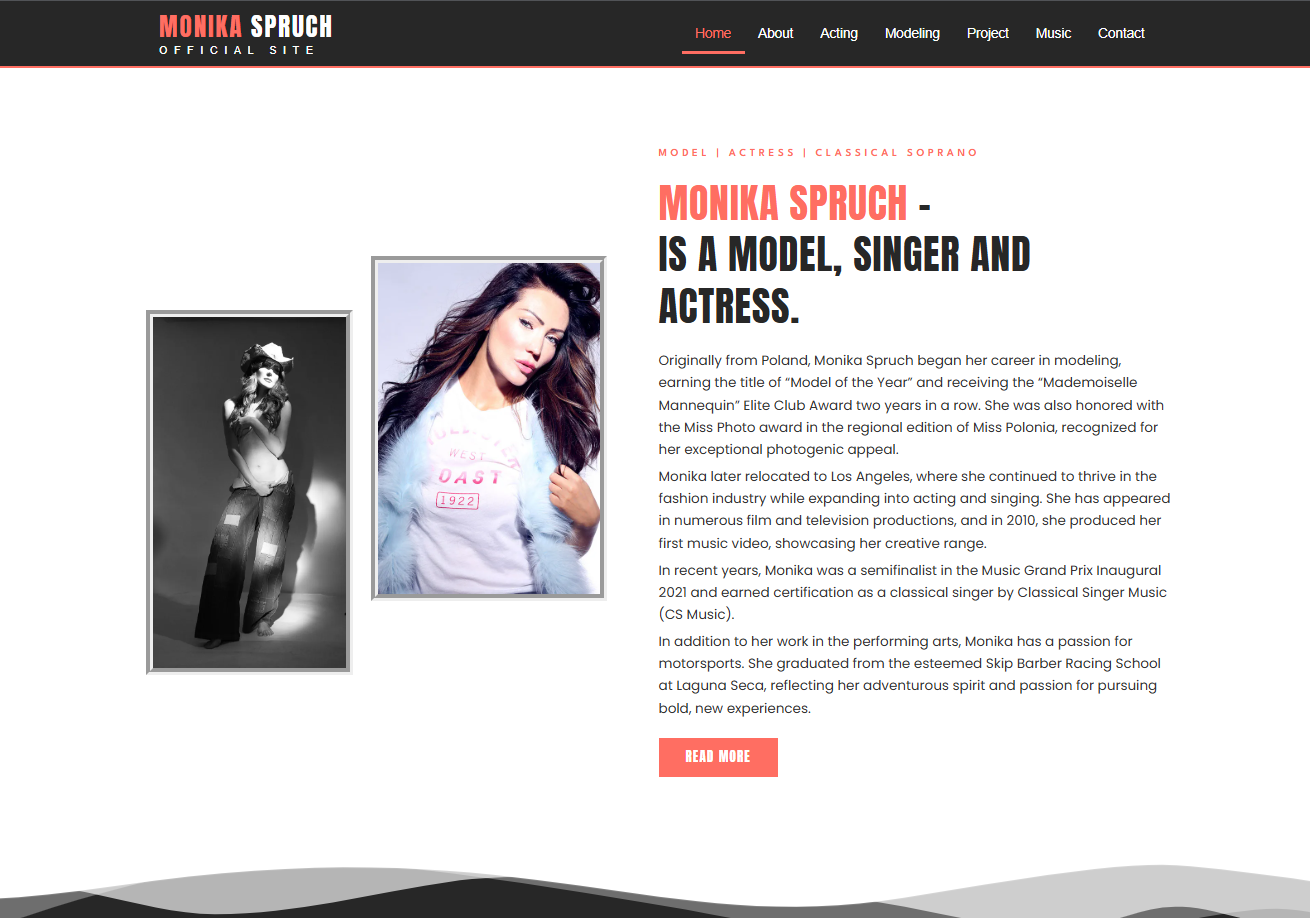 MONIKA SPRUCH
OFFICIAL SITE
Home About Acting Modeling Project Music Contact
MODEL | ACTRESS | CLASSICAL SOPRANO
MONIKA SPRUCH -
IS A MODEL, SINGER AND
ACTRESS.
Originally from Poland, Monika Spruch began her career in modeling,
earning the title of “Model of the Year” and receiving the “Mademoiselle
Mannequin” Elite Club Award two years in a row. She was also honored with
the Miss Photo award in the regional edition of Miss Polonia, recognized for
her exceptional photogenic appeal.
Monika later relocated to Los Angeles, where she continued to thrive in the
fashion industry while expanding into acting and singing. She has appeared
in numerous film and television productions, and in 2010, she produced her
first music video, showcasing her creative range.
In recent years, Monika was a semifinalist in the Music Grand Prix Inaugural
2021 and earned certification as a classical singer by Classical Singer Music
(CS Music).
In addition to her work in the performing arts, Monika has a passion for
motorsports. She graduated from the esteemed Skip Barber Racing School
at Laguna Seca, reflecting her adventurous spirit and passion for pursuing
bold, new experiences.
READ MORE
WEST
OAST
1922